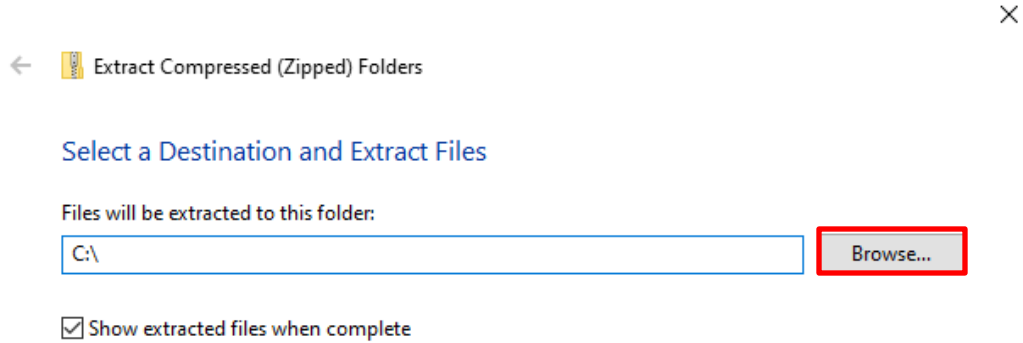 Extract Compressed (Zipped) Folders
Select a Destination and Extract Files
Files will be extracted to this folder:
C:\
Browse...
Show extracted files when complete